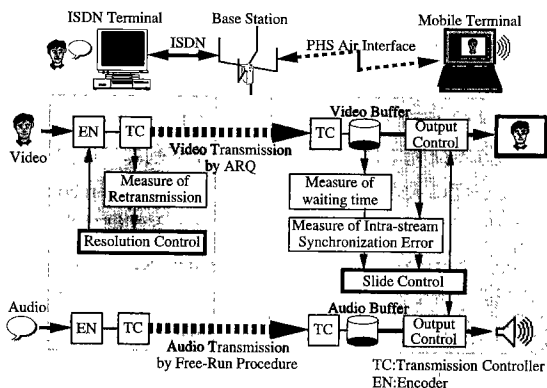 ISDN Terminal
Base Station
Mobile Terminal
ISDN
PHS Air Interface
Video
EN
TC
Video Transmission
by ARQ
TC
Video Buffer
Output
Control
Measure of
Retransmission
Resolution Control
Measure of
waiting time
Measure of Intra-stream
Synchronization Error
Slide Control
Audio
EN
TC
Audio Transmission
by Free-Run Procedure
TC
Audio Buffer
Output
Control
TC:Transmission Controller
EN:Encoder